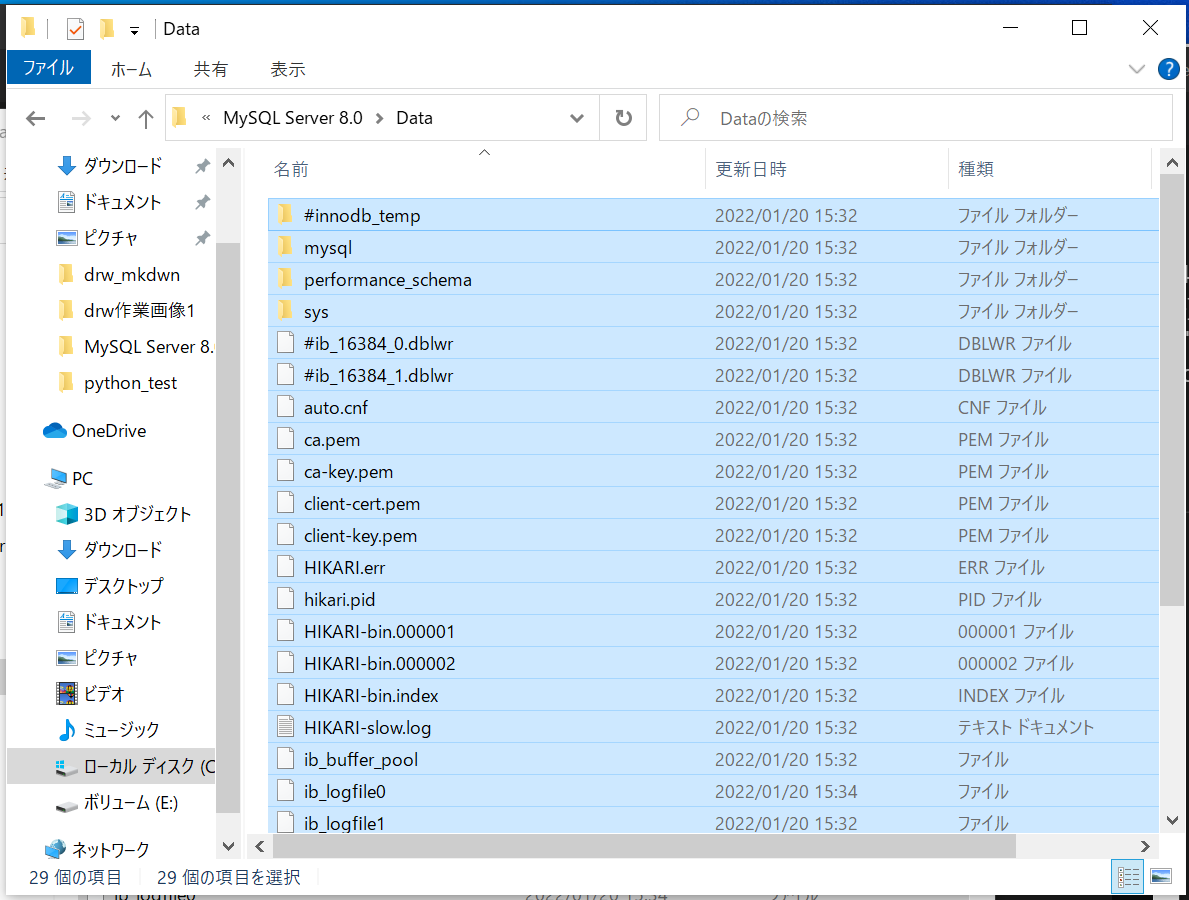 Data
ファイル ホーム 共有 表示
« MySQL Server 8.0 > Data Dataの検索
ダウンロード
ドキュメント
ピクチャ
drw_mkdwn
drw作業画像1
MySQL Server 8.
python_test
OneDrive
PC
3D オブジェクト
ダウンロード
デスクトップ
ドキュメント
ピクチャ
ビデオ
ミュージック
ローカル ディスク (C
ボリューム (E:)
ネットワーク
名前 更新日時 種類
#innodb_temp 2022/01/20 15:32 ファイル フォルダー
mysql 2022/01/20 15:32 ファイル フォルダー
performance_schema 2022/01/20 15:32 ファイル フォルダー
sys 2022/01/20 15:32 ファイル フォルダー
#ib_16384_0.dblwr 2022/01/20 15:32 DBLWR ファイル
#ib_16384_1.dblwr 2022/01/20 15:32 DBLWR ファイル
auto.cnf 2022/01/20 15:32 CNF ファイル
ca.pem 2022/01/20 15:32 PEM ファイル
ca-key.pem 2022/01/20 15:32 PEM ファイル
client-cert.pem 2022/01/20 15:32 PEM ファイル
client-key.pem 2022/01/20 15:32 PEM ファイル
HIKARI.err 2022/01/20 15:32 ERR ファイル
hikari.pid 2022/01/20 15:32 PID ファイル
HIKARI-bin.000001 2022/01/20 15:32 000001 ファイル
HIKARI-bin.000002 2022/01/20 15:32 000002 ファイル
HIKARI-bin.index 2022/01/20 15:32 INDEX ファイル
HIKARI-slow.log 2022/01/20 15:32 テキスト ドキュメント
ib_buffer_pool 2022/01/20 15:32 ファイル
ib_logfile0 2022/01/20 15:34 ファイル
ib_logfile1 2022/01/20 15:32 ファイル
29 個の項目 29 個の項目を選択